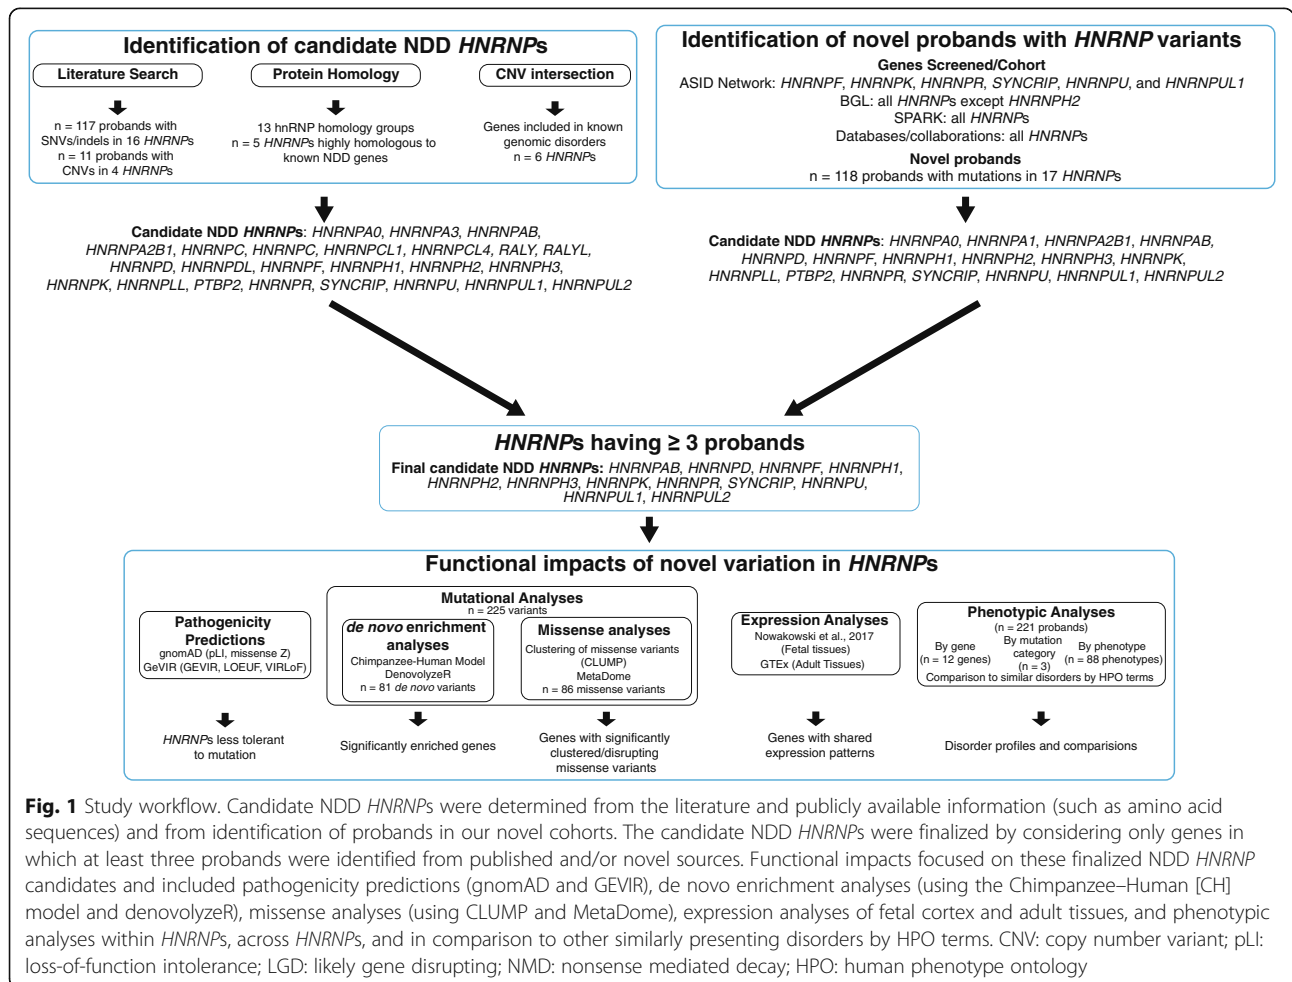 Identification of candidate NDD HNRNPs
Literature Search
n = 117 probands with
SNVs/indels in 16 HNRNPs
n = 11 probands with
CNVs in 4 HNRNPs
Protein Homology
13 hnRNP homology groups
n = 5 HNRNPs highly homologous to
known NDD genes
CNV intersection
Genes included in known
genomic disorders
n = 6 HNRNPs
Identification of novel probands with HNRNP variants
Genes Screened/Cohort
ASID Network: HNRNPF, HNRNPK, HNRNPR, SYNCRIP, HNRNPU, and HNRNPUL1
BGL: all HNRNPs except HNRNPH2
SPARK: all HNRNPs
Databases/collaborations: all HNRNPs
Novel probands
n = 118 probands with mutations in 17 HNRNPs
Candidate NDD HNRNPs: HNRNPA0, HNRNPA3, HNRNPAB,
HNRNPA2B1, HNRNPC, HNRNPC, HNRNPCL1, HNRNPCL4, RALY, RALYL,
HNRNPD, HNRNPDL, HNRNPF, HNRNPH1, HNRNPH2, HNRNPH3,
HNRNPK, HNRNPLL, PTBP2, HNRNPR, SYNCRIP, HNRNPU, HNRNPUL1, HNRNPUL2
Candidate NDD HNRNPs: HNRNPA0, HNRNPA1, HNRNPA2B1, HNRNPAB,
HNRNPD, HNRNPF, HNRNPH1, HNRNPH2, HNRNPH3, HNRNPK,
HNRNPLL, PTBP2, HNRNPR, SYNCRIP, HNRNPU, HNRNPUL1, HNRNPUL2
HNRNPs having ≥ 3 probands
Final candidate NDD HNRNPs: HNRNPAB, HNRNPD, HNRNPF, HNRNPH1,
HNRNPH2, HNRNPH3, HNRNPK, HNRNPR, SYNCRIP, HNRNPU,
HNRNPUL1, HNRNPUL2
Functional impacts of novel variation in HNRNPs
Pathogenicity
Predictions
gnomAD (pLI, missense Z)
GeVIR (GEVIR, LOEUF, VIRLoF)
HNRNPs less tolerant
to mutation
Mutational Analyses
n = 225 variants
de novo enrichment
analyses
Chimpanzee-Human Model
DenovolyzeR
n = 81 de novo variants
Significantly enriched genes
Missense analyses
Clustering of missense variants
(CLUMP)
MetaDome
n = 86 missense variants
Genes with significantly
clustered/disrupting
missense variants
Expression Analyses
Nowakowski et al., 2017
(Fetal tissues)
GTEx (Adult Tissues)
Genes with shared
expression patterns
Phenotypic Analyses
(n = 221 probands)
By gene
(n = 12 genes)
By mutation
category
(n = 3)
By phenotype
(n = 88 phenotypes)
Comparison to similar disorders by HPO terms
Disorder profiles and comparisions
Fig. 1 Study workflow. Candidate NDD HNRNPs were determined from the literature and publicly available information (such as amino acid
sequences) and from identification of probands in our novel cohorts. The candidate NDD HNRNPs were finalized by considering only genes in
which at least three probands were identified from published and/or novel sources. Functional impacts focused on these finalized NDD HNRNP
candidates and included pathogenicity predictions (gnomAD and GEVIR), de novo enrichment analyses (using the Chimpanzee–Human [CH]
model and denovolyzeR), missense analyses (using CLUMP and MetaDome), expression analyses of fetal cortex and adult tissues, and phenotypic
analyses within HNRNPs, across HNRNPs, and in comparison to other similarly presenting disorders by HPO terms. CNV: copy number variant; pLI:
loss-of-function intolerance; LGD: likely gene disrupting; NMD: nonsense mediated decay; HPO: human phenotype ontology